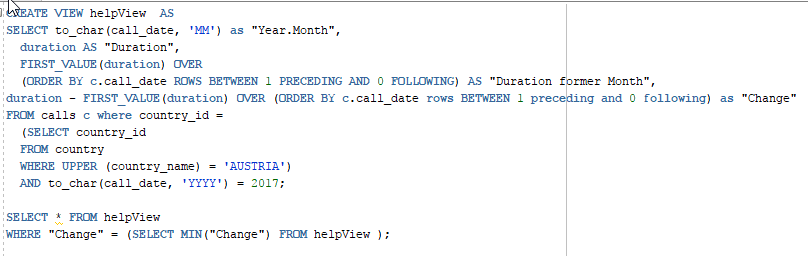 CREATE VIEW helpView  AS
SELECT to_char(call_date, 'MM') as "Year.Month",
  duration AS "Duration",
  FIRST_VALUE(duration) OVER
  (ORDER BY c.call_date ROWS BETWEEN 1 PRECEDING AND 0 FOLLOWING) AS "Duration former Month",
duration - FIRST_VALUE(duration) OVER (ORDER BY c.call_date rows BETWEEN 1 preceding and 0 following) as "Change"
FROM calls c where country_id =
  (SELECT country_id
  FROM country
  WHERE UPPER (country_name) = 'AUSTRIA')
  AND to_char(call_date, 'YYYY') = 2017;

SELECT * FROM helpView
WHERE "Change" = (SELECT MIN("Change") FROM helpView );